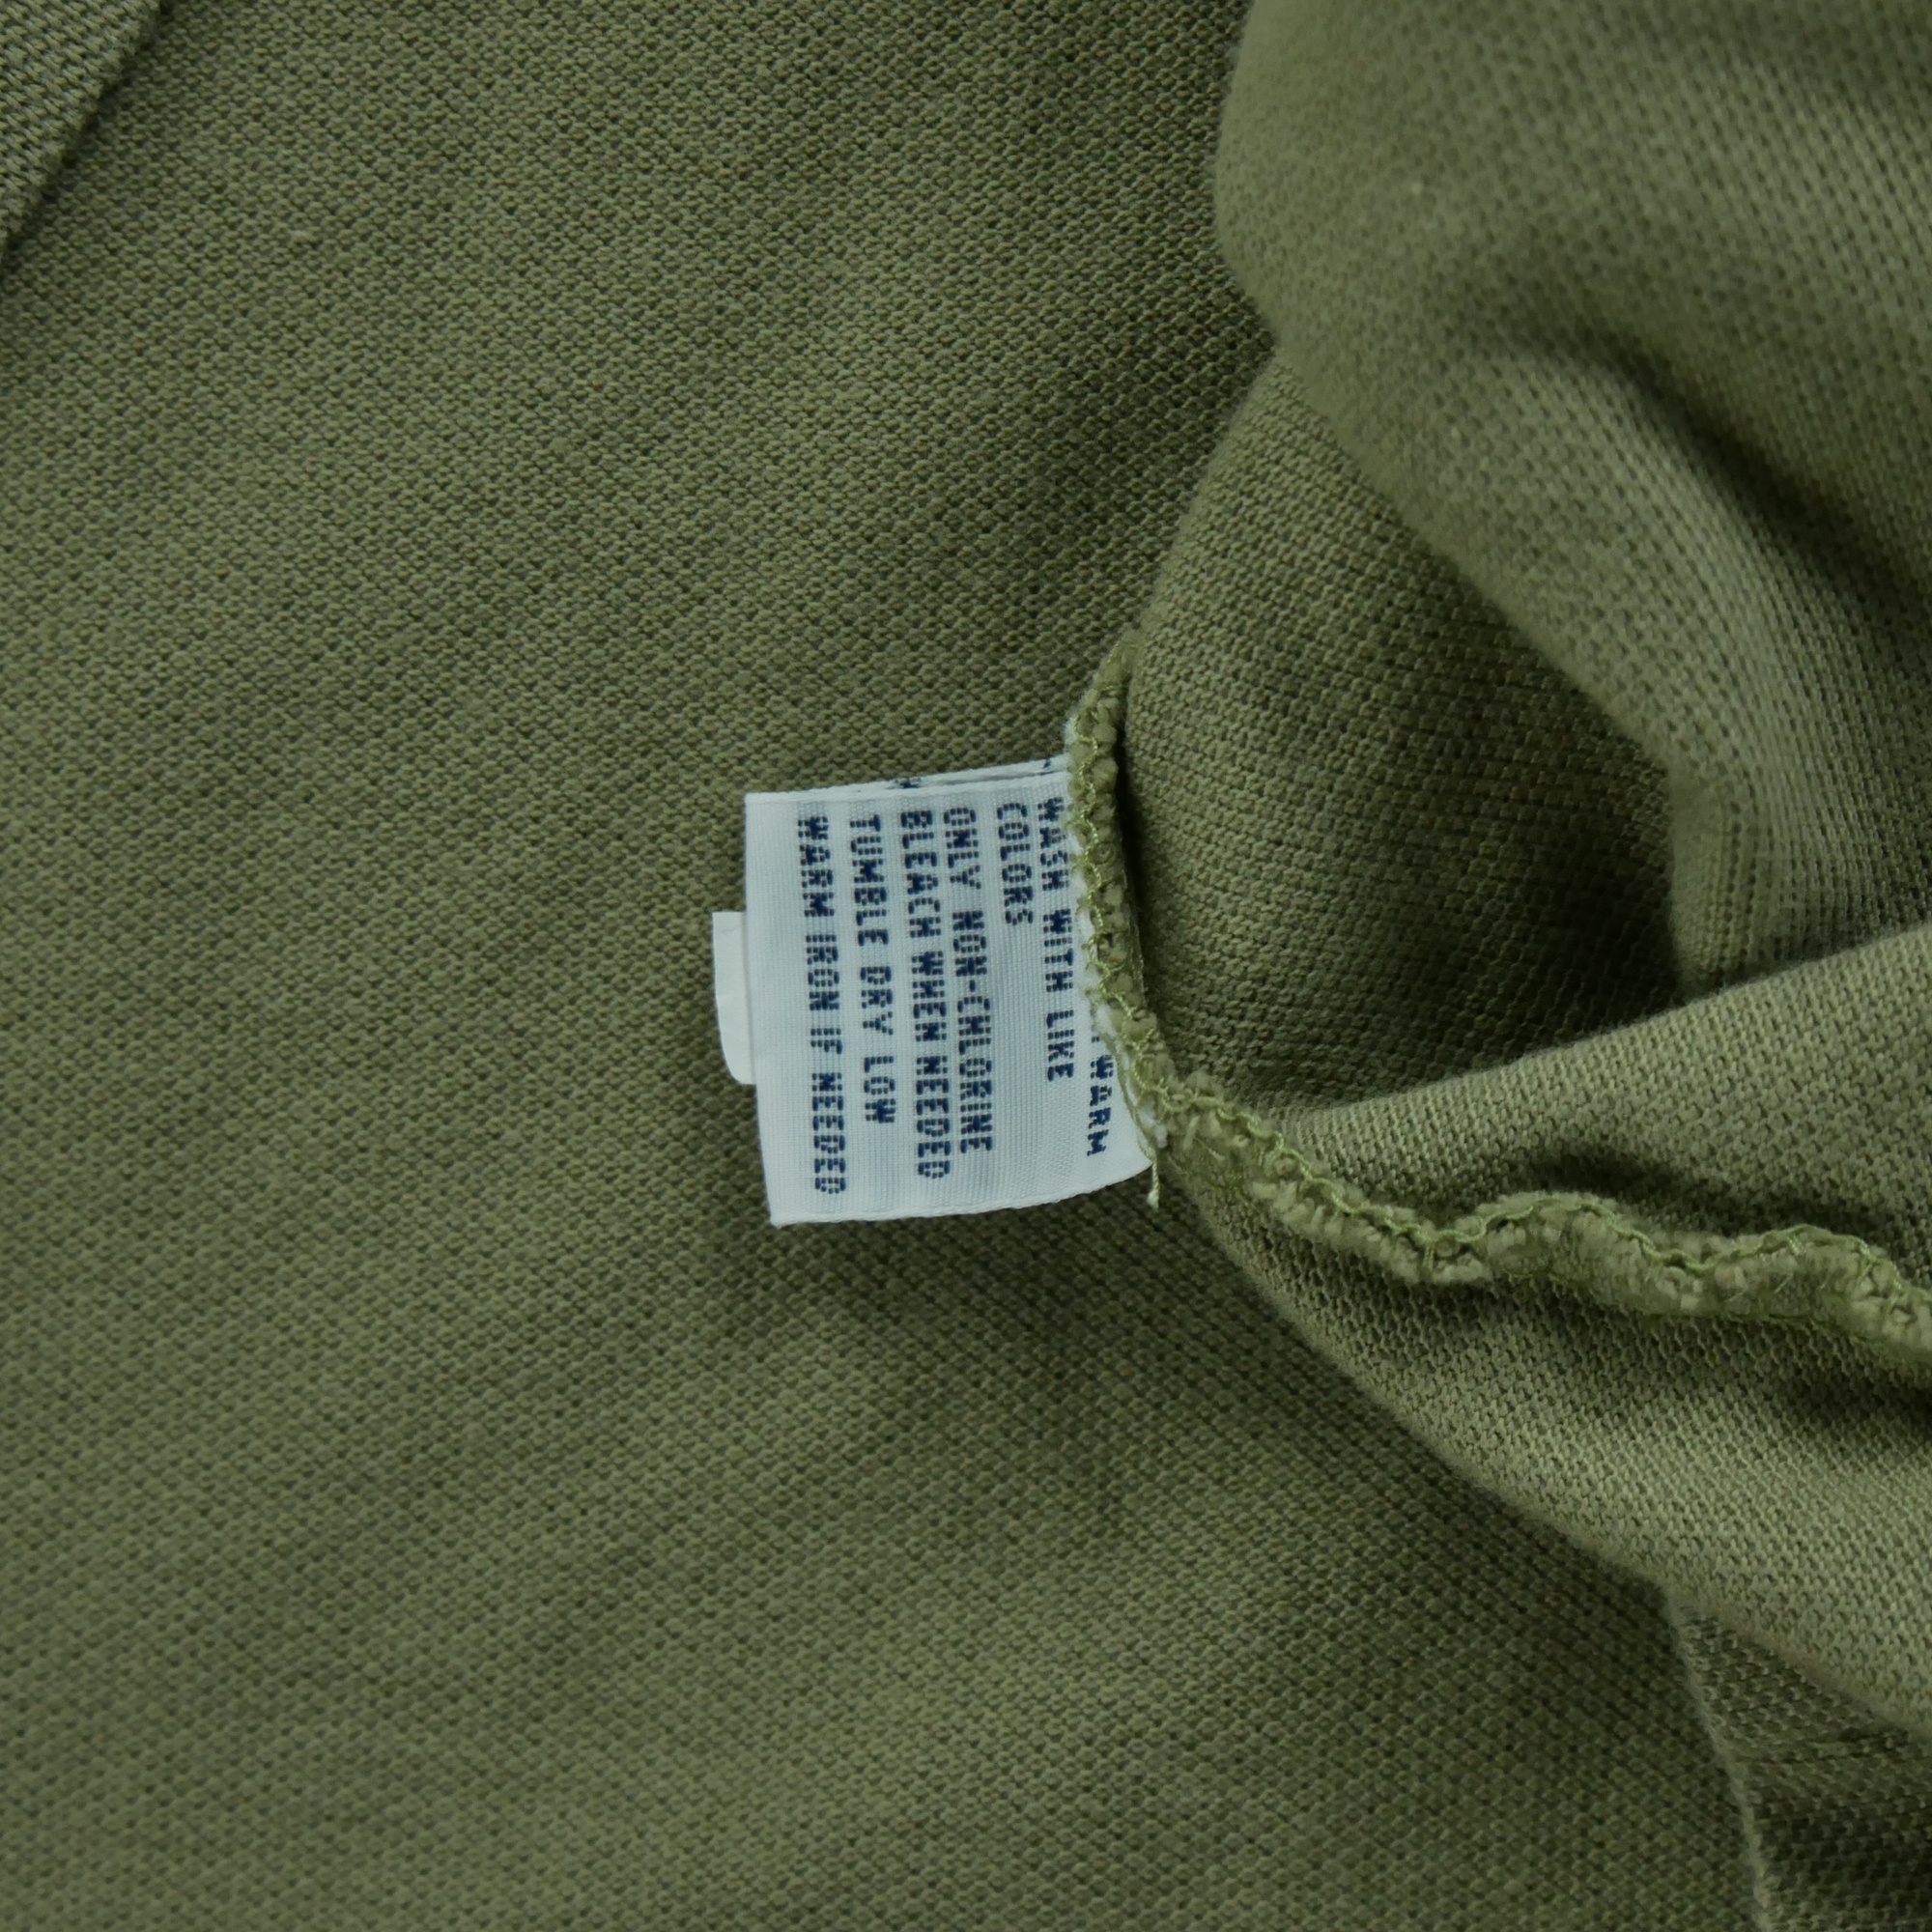 WARM
WASH WITH LIKE
COLORS
ONLY NON-CHLORINE
BLEACH WHEN NEEDED
TUMBLE DRY LOW
WARM IRON IF NEEDED